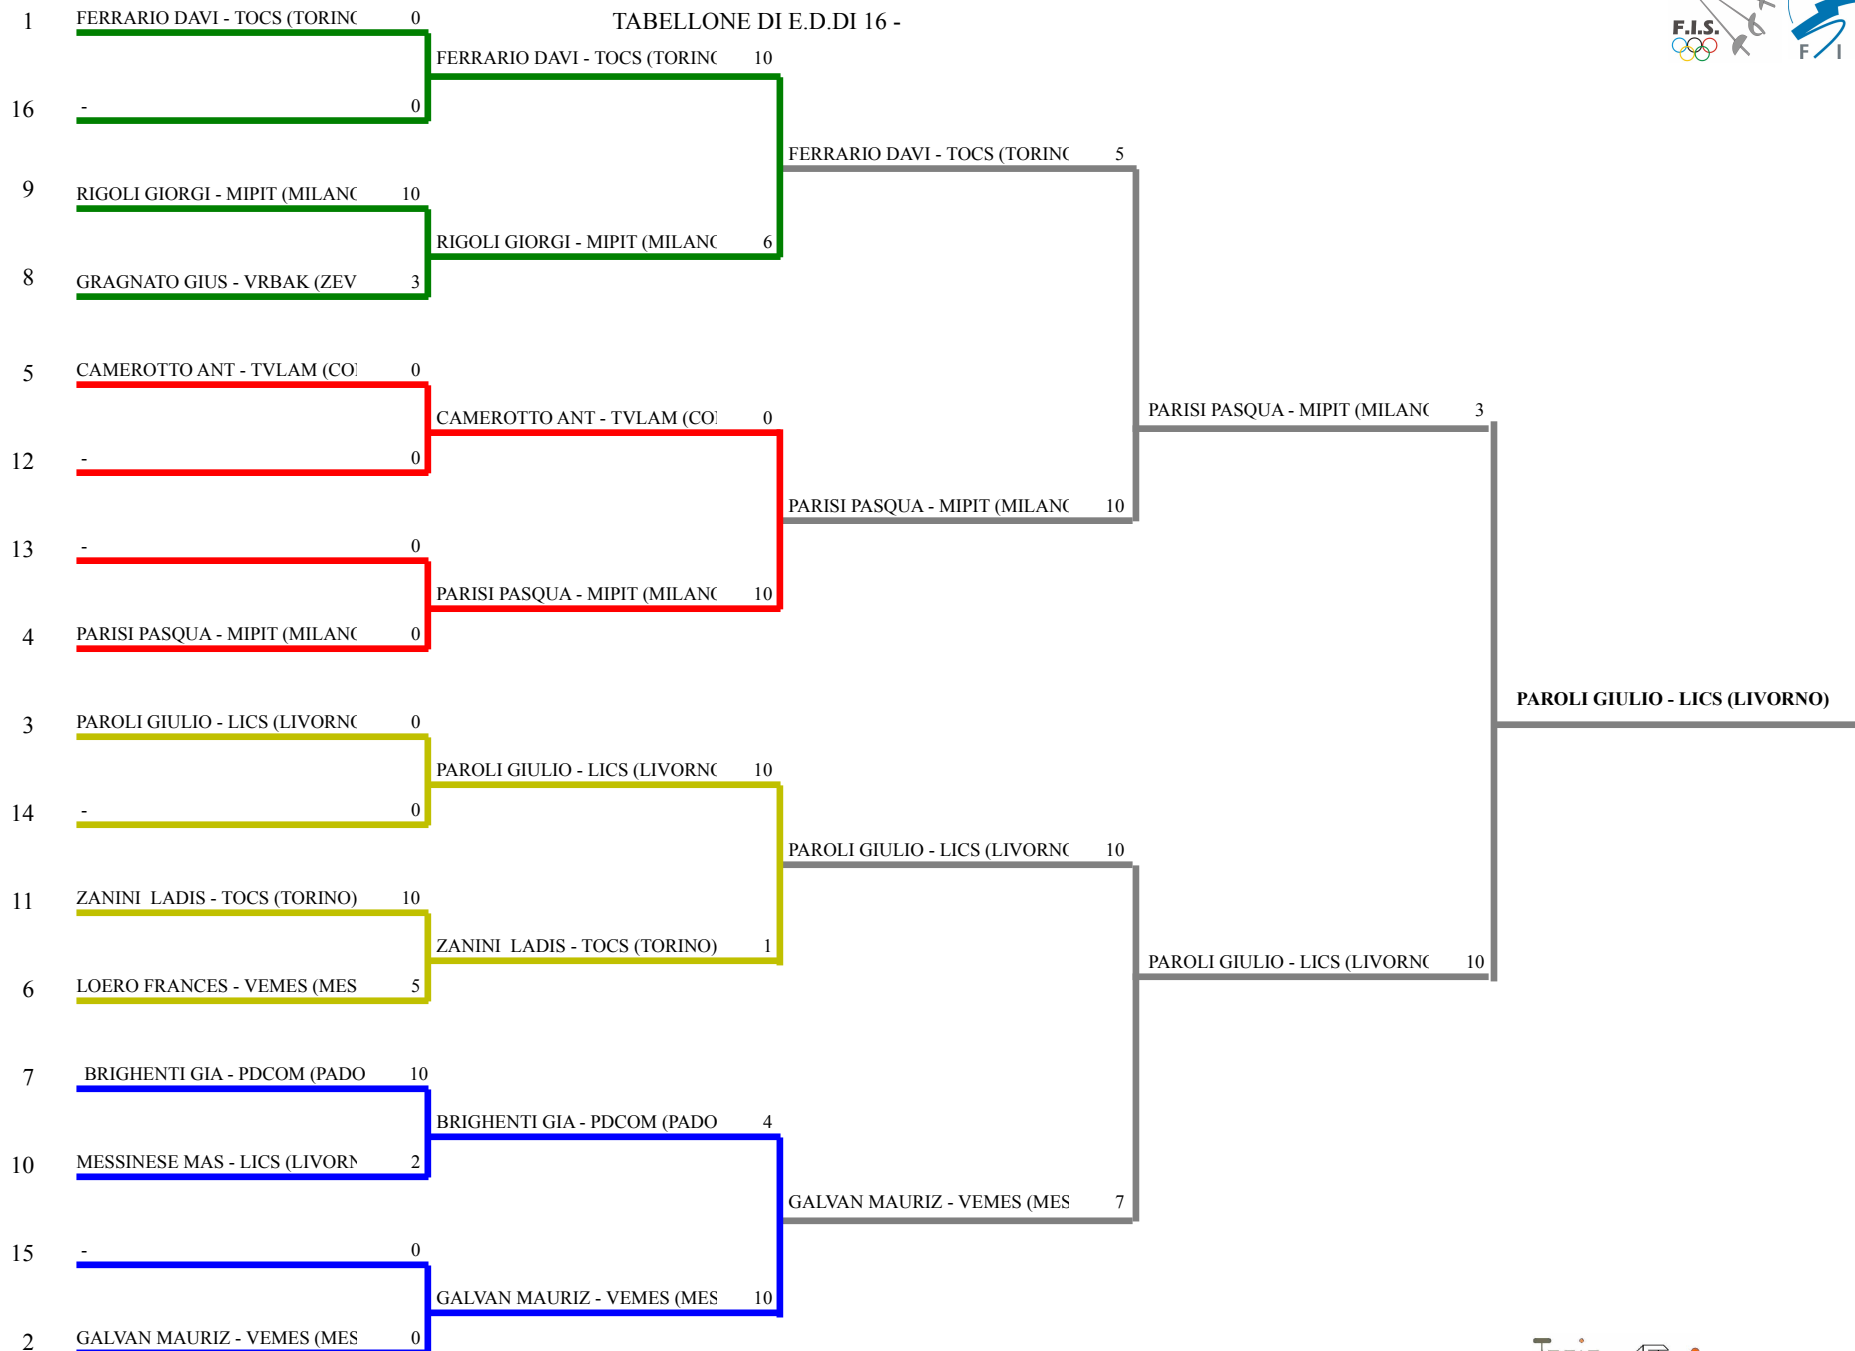 TABELLONE DI E.D.DI 16 -
F.I.S.
F I
1 FERRARIO DAVI - TOCS (TORINO 0
FERRARIO DAVI - TOCS (TORINO 10
16 - 0
FERRARIO DAVI - TOCS (TORINO 5
9 RIGOLI GIORGI - MIPIT (MILANO 10
RIGOLI GIORGI - MIPIT (MILANO 6
8 GRAGNATO GIUS - VRBAK (ZEV 3
5 CAMEROTTO ANT - TVLAM (CO 0
CAMEROTTO ANT - TVLAM (CO 0
PARISI PASQUA - MIPIT (MILANO 3
12 - 0
PARISI PASQUA - MIPIT (MILANO 10
13 - 0
PARISI PASQUA - MIPIT (MILANO 10
4 PARISI PASQUA - MIPIT (MILANO 0
PAROLI GIULIO - LICS (LIVORNO)
3 PAROLI GIULIO - LICS (LIVORNO 0
PAROLI GIULIO - LICS (LIVORNO 10
14 - 0
PAROLI GIULIO - LICS (LIVORNO 10
11 ZANINI LADIS - TOCS (TORINO) 10
ZANINI LADIS - TOCS (TORINO) 1
PAROLI GIULIO - LICS (LIVORNO 10
6 LOERO FRANCES - VEMES (MES 5
7 BRIGHENTI GIA - PDCOM (PADO 10
BRIGHENTI GIA - PDCOM (PADO 4
10 MESSINESE MAS - LICS (LIVORN 2
GALVAN MAURIZ - VEMES (MES 7
15 - 0
GALVAN MAURIZ - VEMES (MES 10
2 GALVAN MAURIZ - VEMES (MES 0